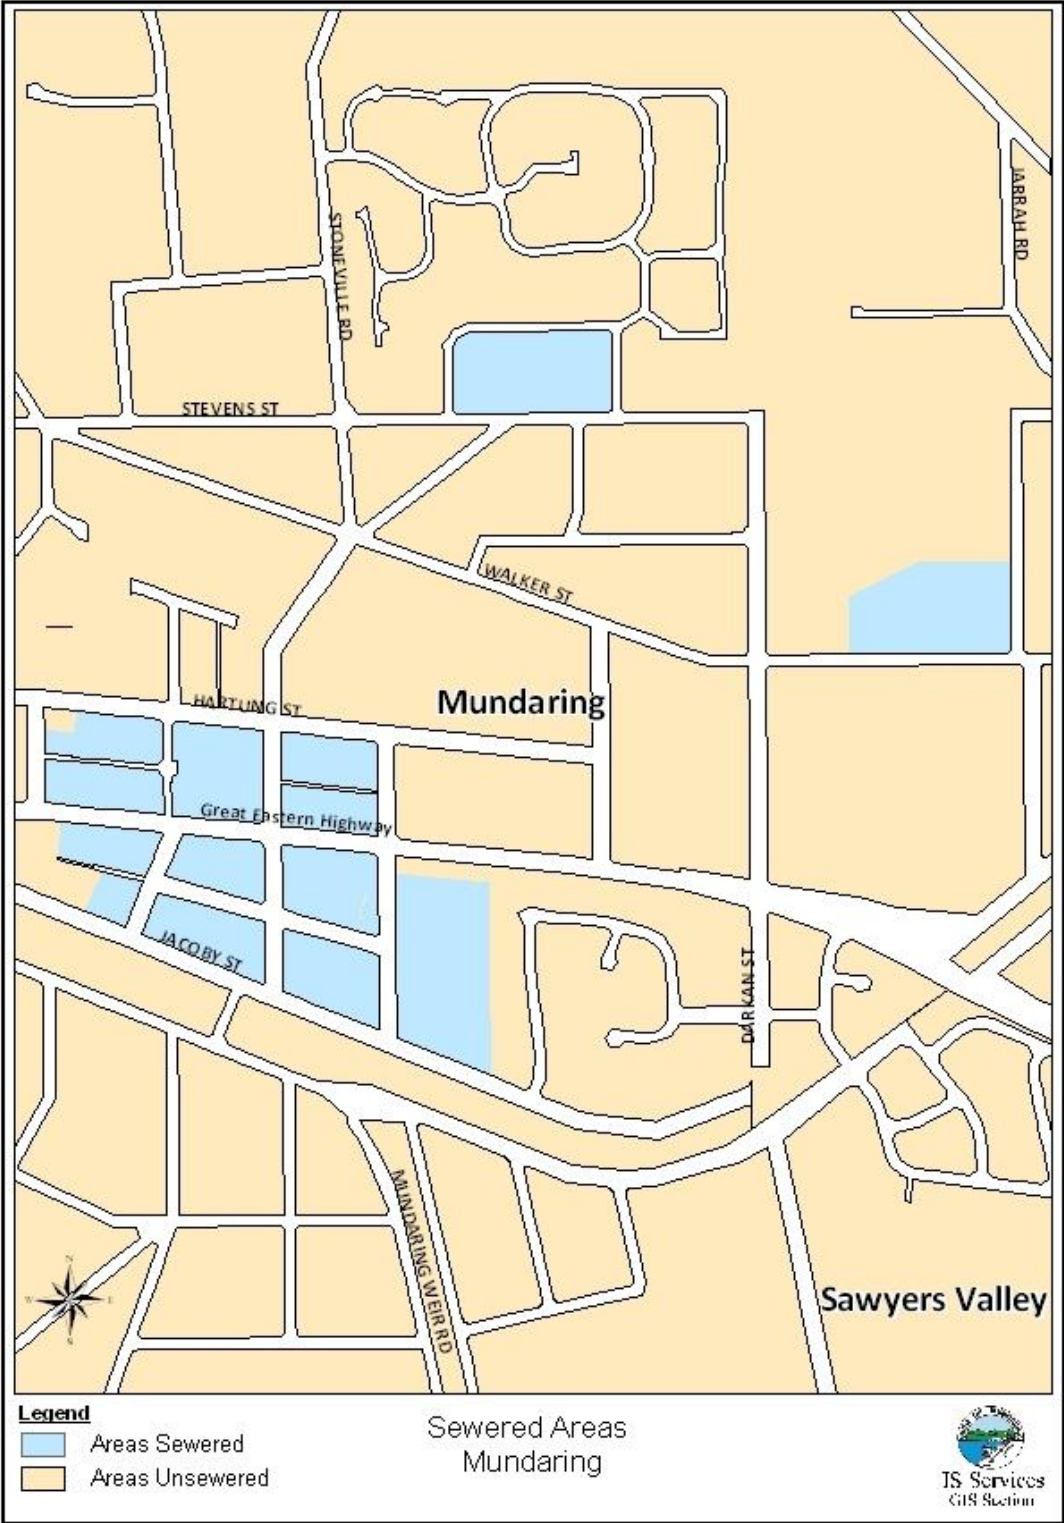 JARRAH RD
STONEVILLE RD
STEVENS ST
WALKER ST
HARTUNG ST
Mundaring
Great Eastern Highway
JACOBY ST
DARKAN ST
MUNDARING WEIR RD
N
W
E
S
Sawyers Valley
Legend
Areas Sewered
Areas Unsewered
Sewered Areas
Mundaring
IS Services
GIS Section